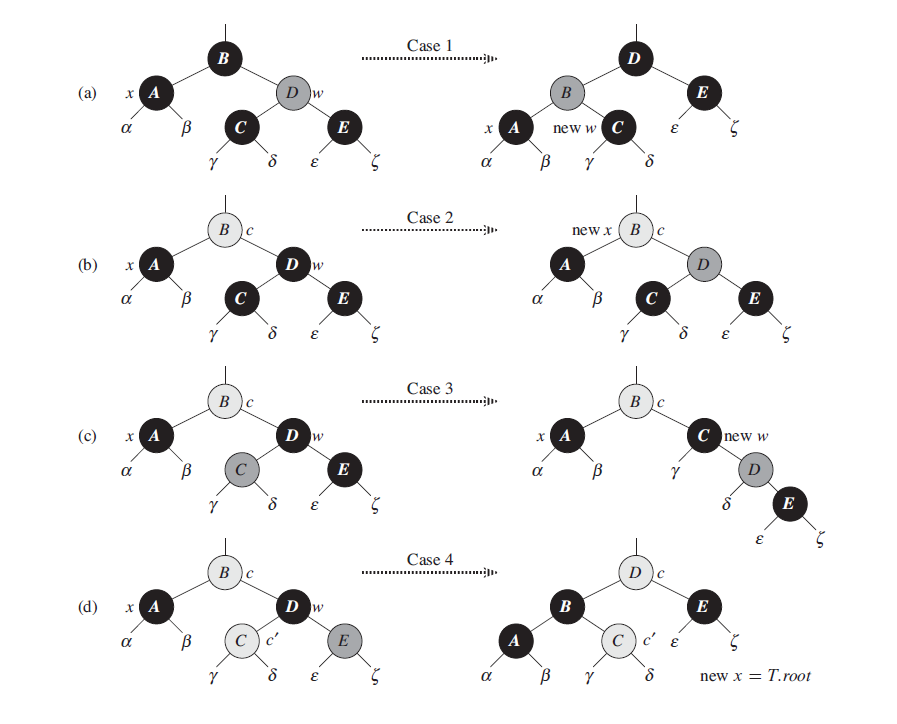 Case 1
B D
(a) x A D w B E
C E x A new w C ε ζ
α β
γ δ ε ζ α β γ δ
Case 2
B c new x B c
(b) x A D w A D
α β C E α β C E
γ δ ε ζ γ δ ε ζ
Case 3
B c B c
(c) x A D w x A C new w
α β C E α β γ D
γ δ ε ζ δ E
ε ζ
Case 4
B c D c
(d) x A D w B E
α β C c′ E A C c′ ε ζ
γ δ ε ζ α β γ δ new x = T.root